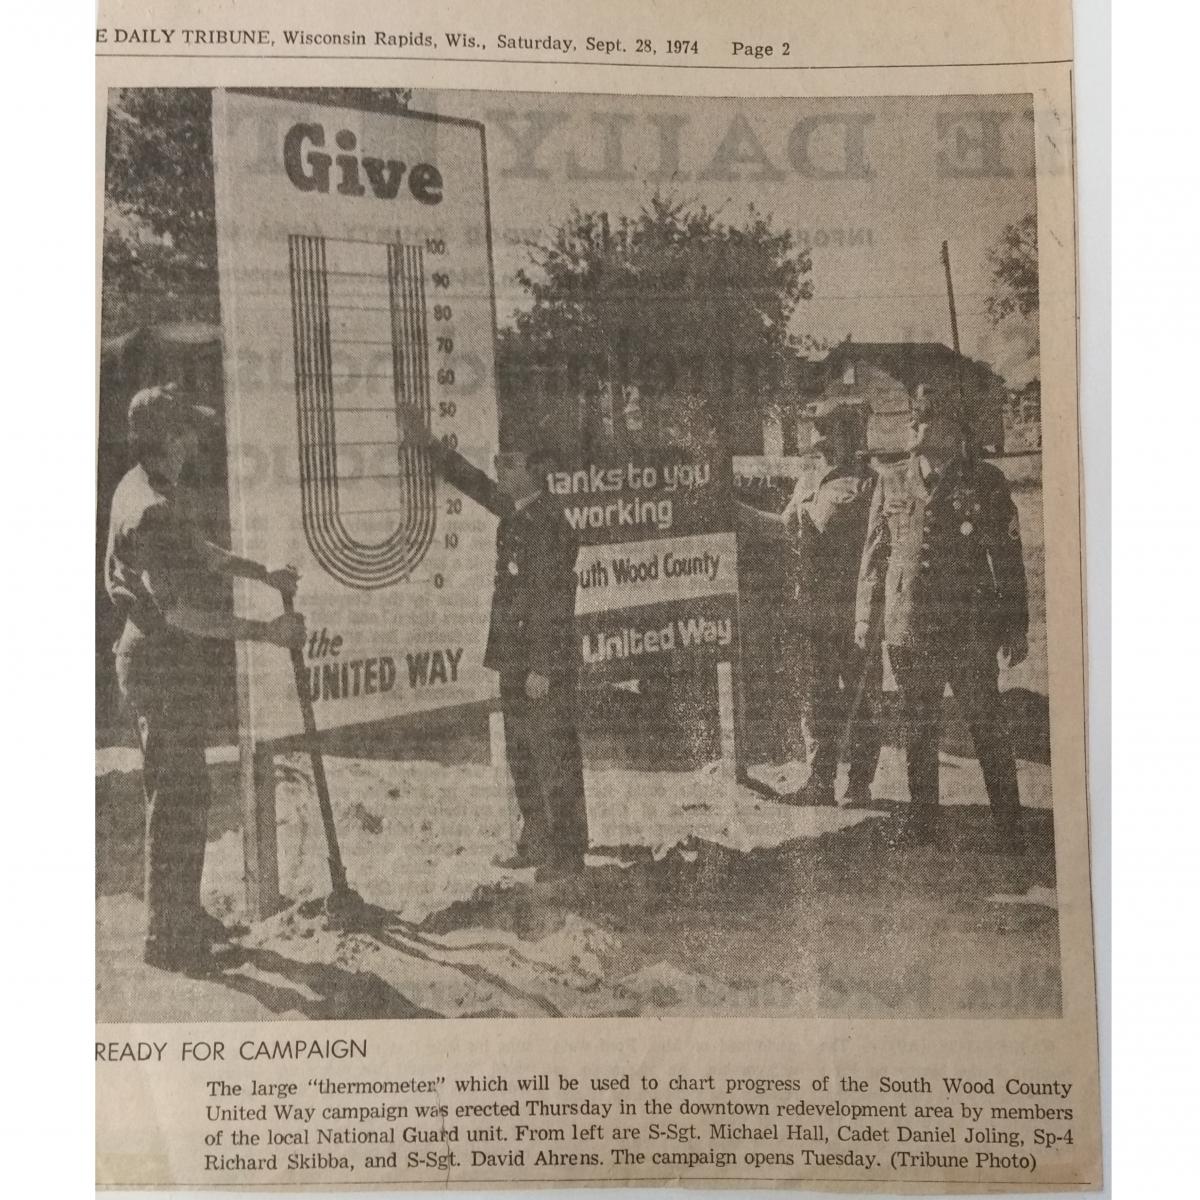 E DAILY TRIBUNE, Wisconsin Rapids, Wis., Saturday, Sept. 28, 1974 Page 2
Give
100
90
80
70
60
50
40
20
10
0
the
UNITED WAY
anks to you
working
uth Wood County
United Way
READY FOR CAMPAIGN
The large "thermometer" which will be used to chart progress of the South Wood County
United Way campaign was erected Thursday in the downtown redevelopment area by members
of the local National Guard unit. From left are S-Sgt. Michael Hall, Cadet Daniel Joling, Sp-4
Richard Skibba, and S-Sgt. David Ahrens. The campaign opens Tuesday. (Tribune Photo)